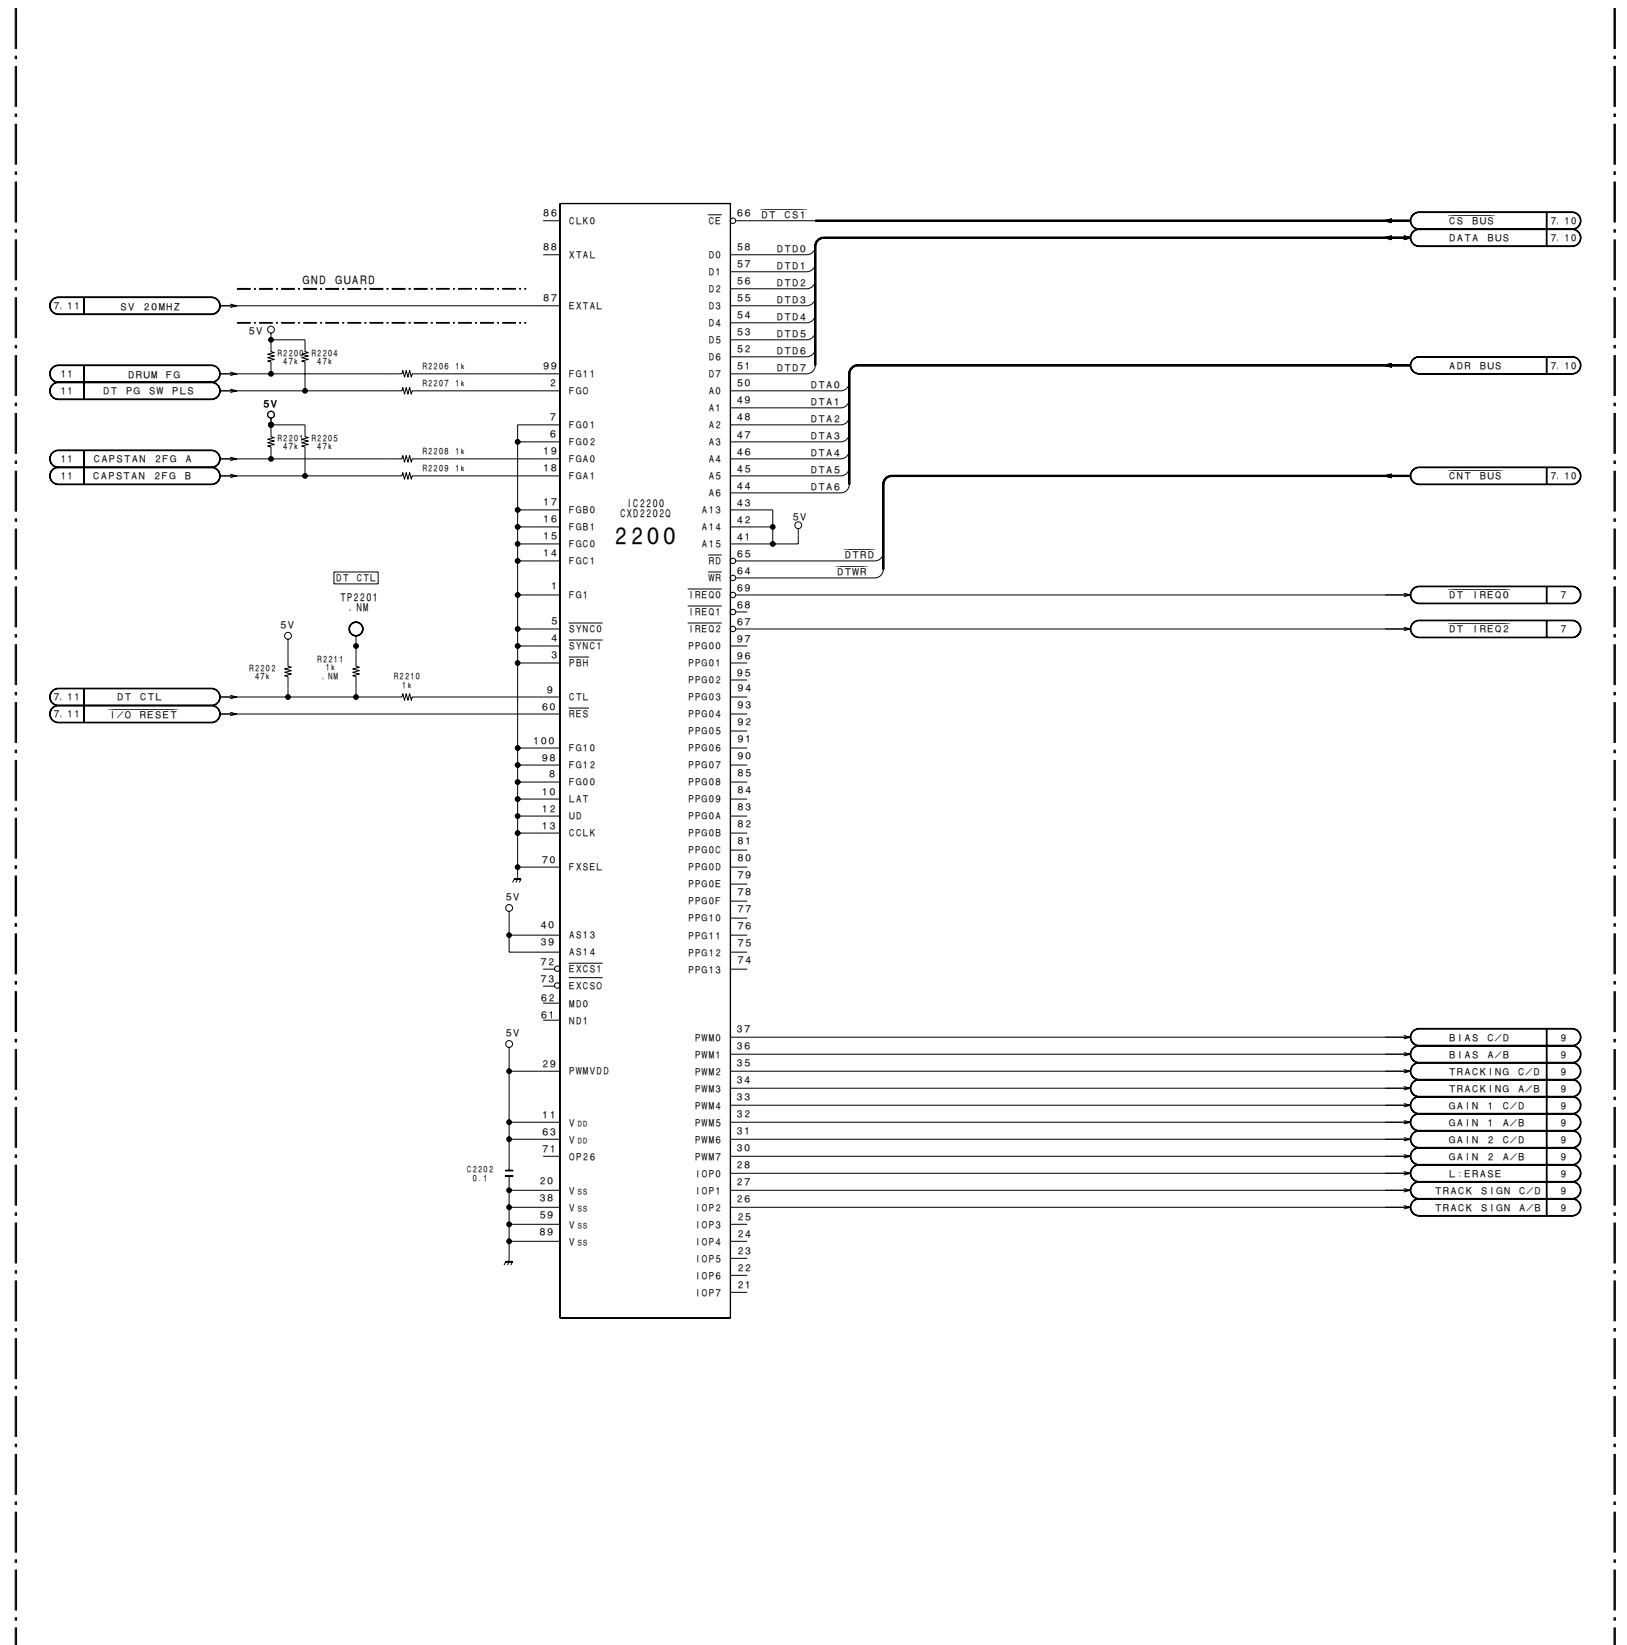 86 CLKO CE 66 DT CS1 CS BUS 7, 10
DATA BUS 7, 10
88 XTAL D0 58 DTD0
D1 57 DTD1
GND GUARD D2 56 DTD2
7, 11 SV 20MHZ 87 EXTAL D3 55 DTD3
D4 54 DTD4
5V D5 53 DTD5
R2200 47k R2204 47k D6 52 DTD6
11 DRUM FG R2206 1k 99 FG11 D7 51 DTD7
ADR BUS 7, 10
11 DT PG SW PLS R2207 1k 2 FG0 A0 50 DTA0
5V A1 49 DTA1
7 FG01 A2 48 DTA2
R2201 47k R2205 47k 6 FG02 A3 47 DTA3
11 CAPSTAN 2FG A R2208 1k 19 FGA0 A4 46 DTA4
11 CAPSTAN 2FG B R2209 1k 18 FGA1 A5 45 DTA5 CNT BUS 7, 10
A6 44 DTA6
17 FGB0 IC2200 A13 43
16 FGB1 CXD2202Q A14 42 5V
15 FGC0 2200 A15 41
14 FGC1 RD 65 DTRD
DT CTL WR 64 DTWR
1 FG1 IREQ0 69 DT IREQ0 7
TP2201 .NM IREQ1 68
5V 5 SYNC0 IREQ2 67 DT IREQ2 7
4 SYNC1 PPG00 97
3 PBH PPG01 96
R2202 47k R2211 1k .NM R2210 1k PPG02 95
7, 11 DT CTL 9 CTL PPG03 94
7, 11 I/O RESET 60 RES PPG04 93
PPG05 92
100 FG10 PPG06 91
98 FG12 PPG07 90
8 FG00 PPG08 85
10 LAT PPG09 84
12 UD PPG0A 83
13 CCLK PPG0B 82
PPG0C 81
70 FXSEL PPG0D 80
PPG0E 79
5V PPG0F 78
PPG10 77
40 AS13 PPG11 76
39 AS14 PPG12 75
72 EXCS1 PPG13 74
73 EXCS0
62 MD0
61 ND1
5V PWM0 37 BIAS C/D 9
PWM1 36 BIAS A/B 9
29 PWMVDD PWM2 35 TRACKING C/D 9
PWM3 34 TRACKING A/B 9
PWM4 33 GAIN 1 C/D 9
11 VDD PWM5 32 GAIN 1 A/B 9
63 VDD PWM6 31 GAIN 2 C/D 9
71 OP26 PWM7 30 GAIN 2 A/B 9
C2202 0.1 IOP0 28 L:ERASE 9
20 VSS IOP1 27 TRACK SIGN C/D 9
38 VSS IOP2 26 TRACK SIGN A/B 9
59 VSS IOP3 25
89 VSS IOP4 24
IOP5 23
IOP6 22
IOP7 21